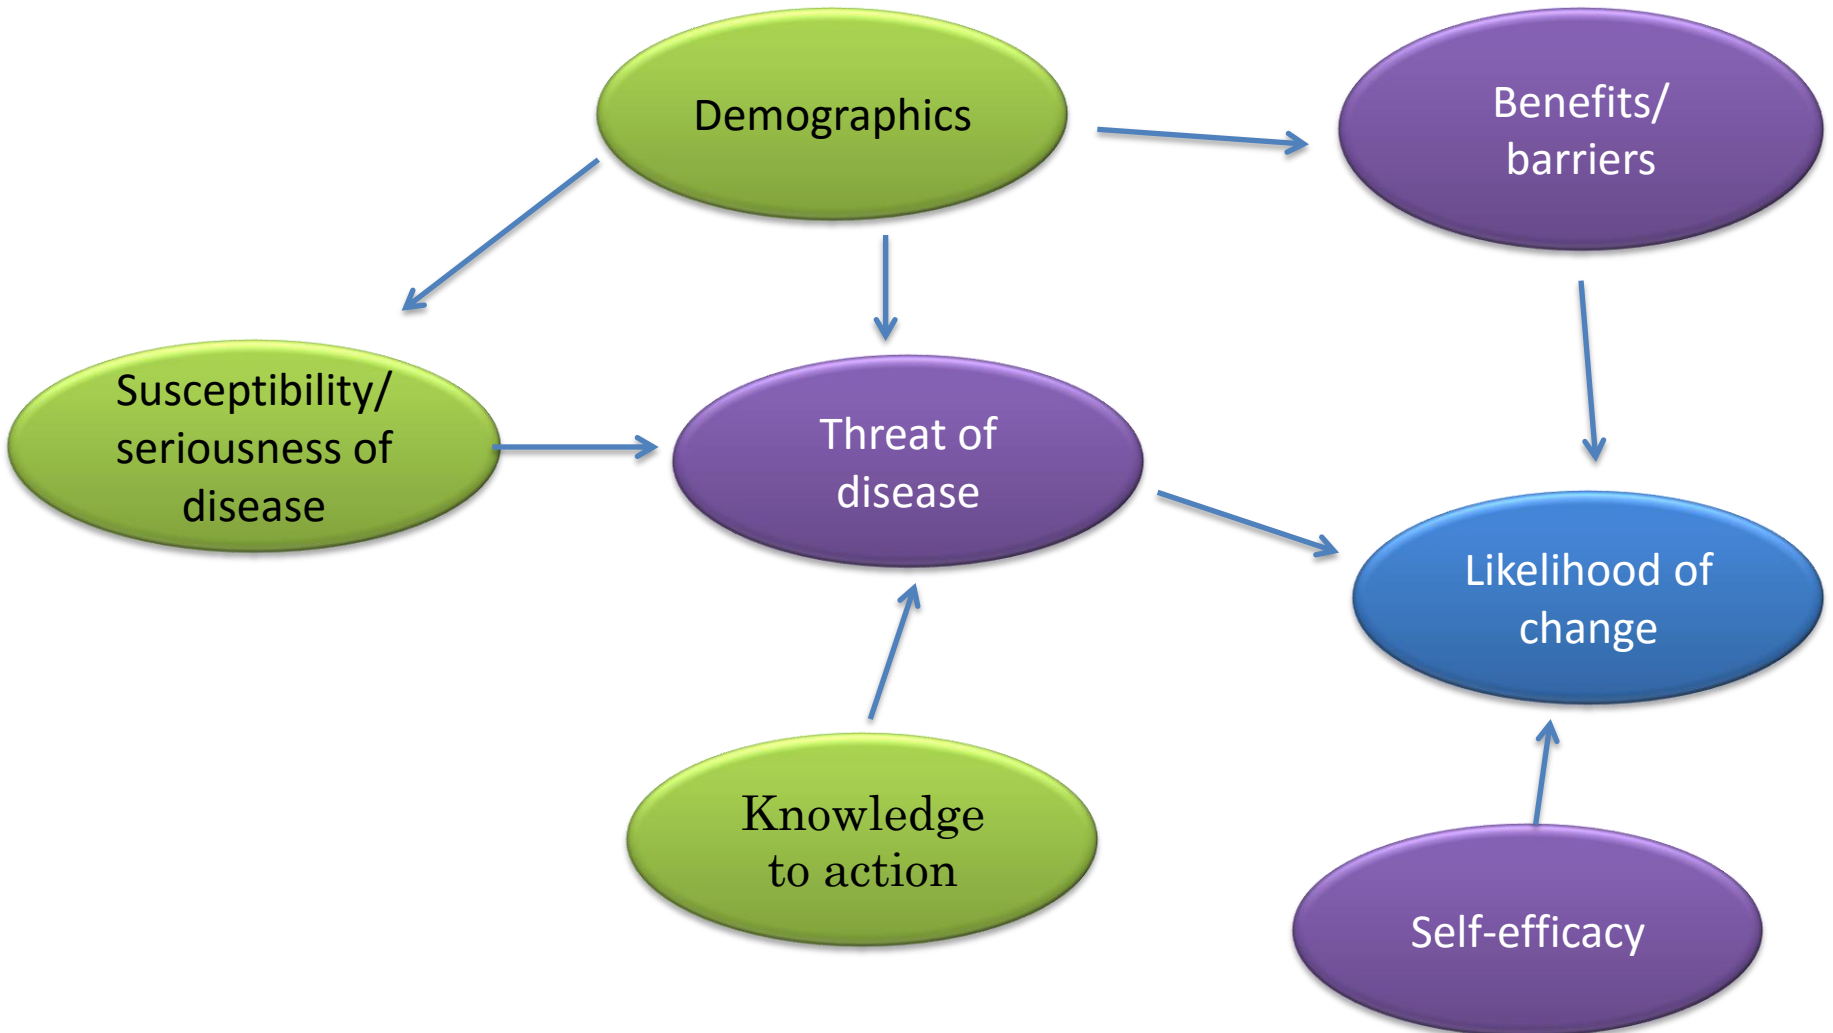 Demographics
Benefits/
barriers
Susceptibility/
seriousness of
disease
Threat of
disease
Likelihood of
change
Knowledge
to action
Self-efficacy